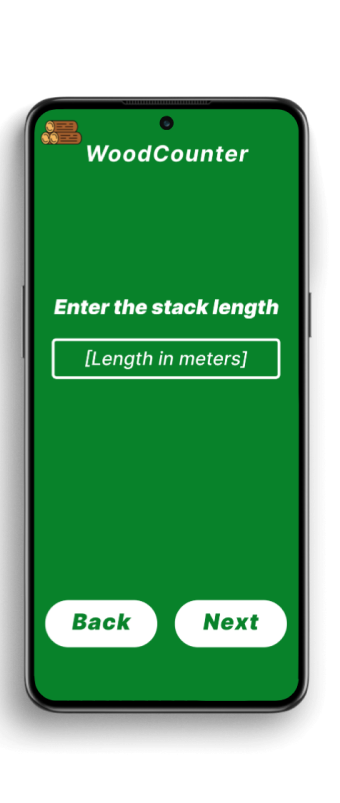 WoodCounter
Enter the stack length
[Length in meters]
Back
Next